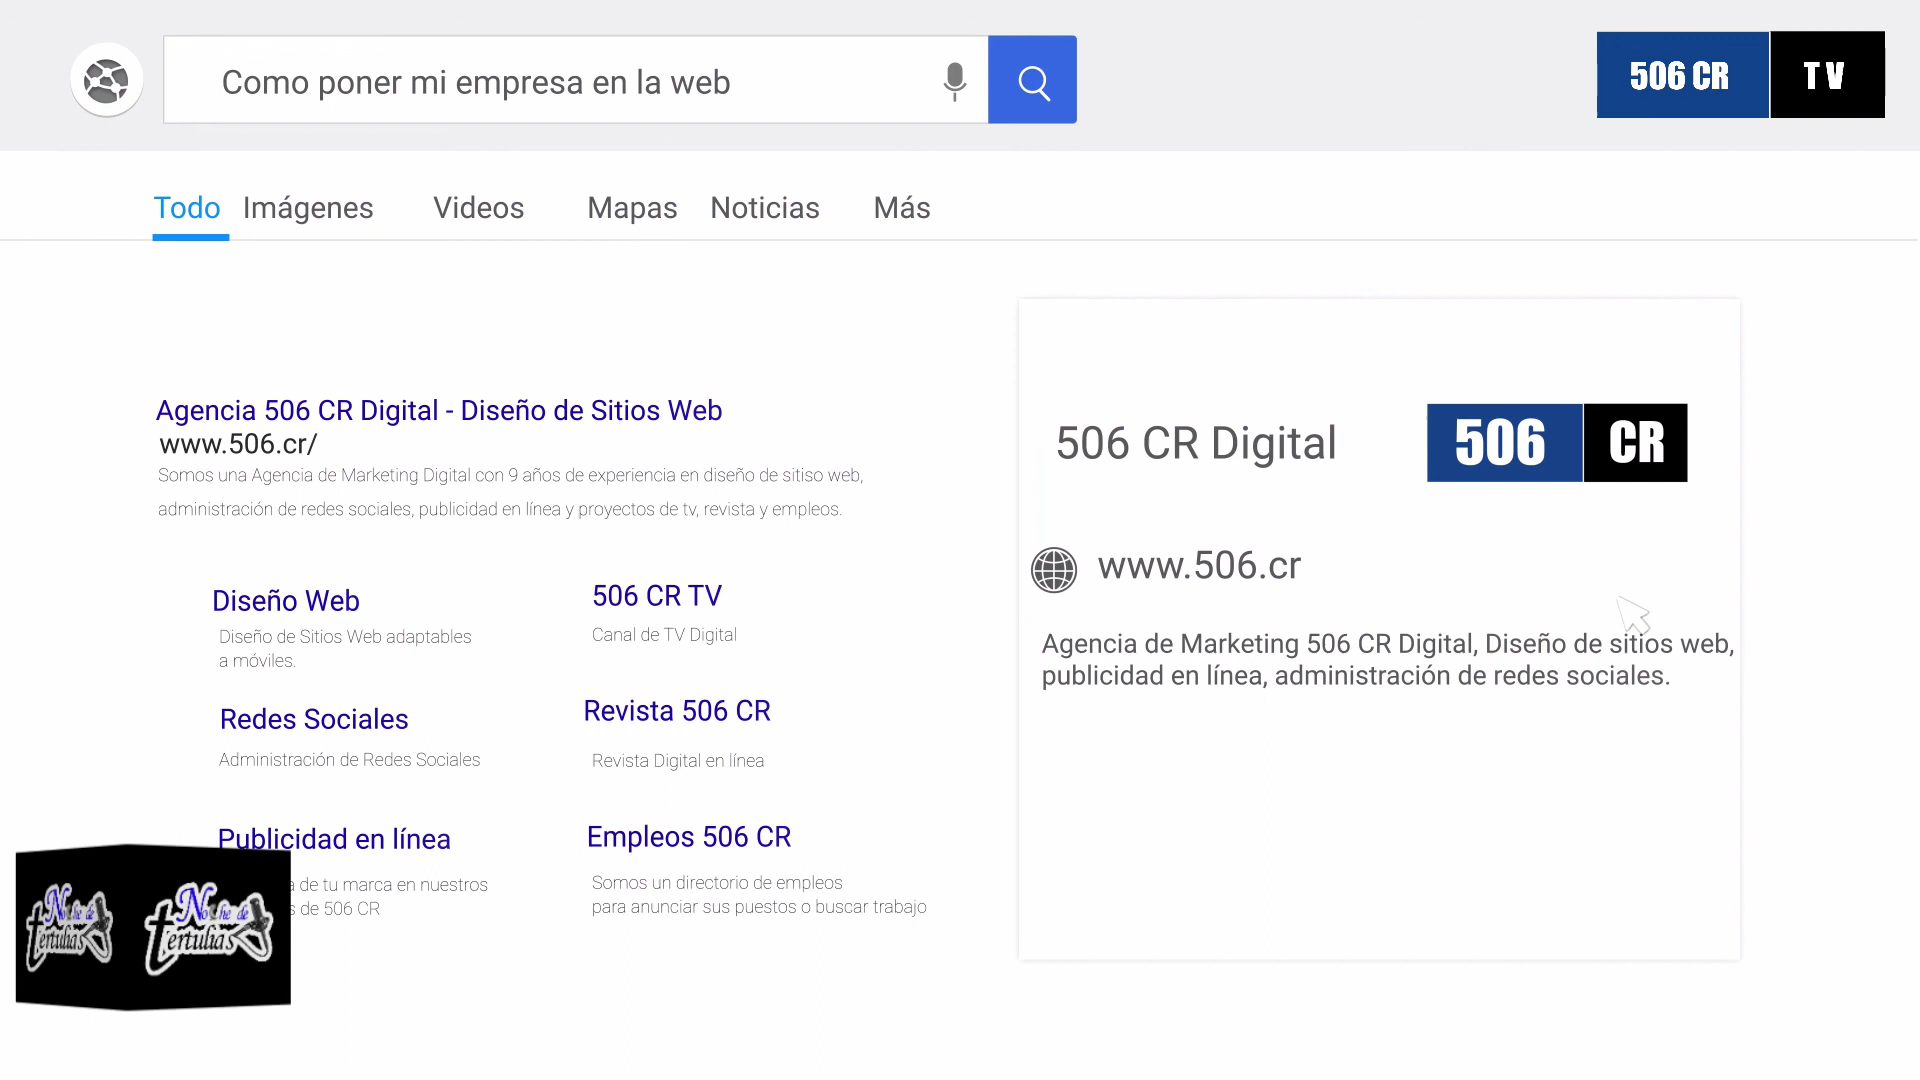 Como poner mi empresa en la web
506 CR TV
Todo Imágenes Videos Mapas Noticias Más
Agencia 506 CR Digital - Diseño de Sitios Web
www.506.cr/
Somos una Agencia de Marketing Digital con 9 años de experiencia en diseño de sitiso web,
administración de redes sociales, publicidad en línea y proyectos de tv, revista y empleos.
Diseño Web
Diseño de Sitios Web adaptables
a móviles.
506 CR TV
Canal de TV Digital
Redes Sociales
Administración de Redes Sociales
Revista 506 CR
Revista Digital en línea
Publicidad en línea
de tu marca en nuestros
de 506 CR
Empleos 506 CR
Somos un directorio de empleos
para anunciar sus puestos o buscar trabajo
506 CR Digital
506 CR
www.506.cr
Agencia de Marketing 506 CR Digital, Diseño de sitios web,
publicidad en línea, administración de redes sociales.
Noche de
tertulias
Noche de
tertulias